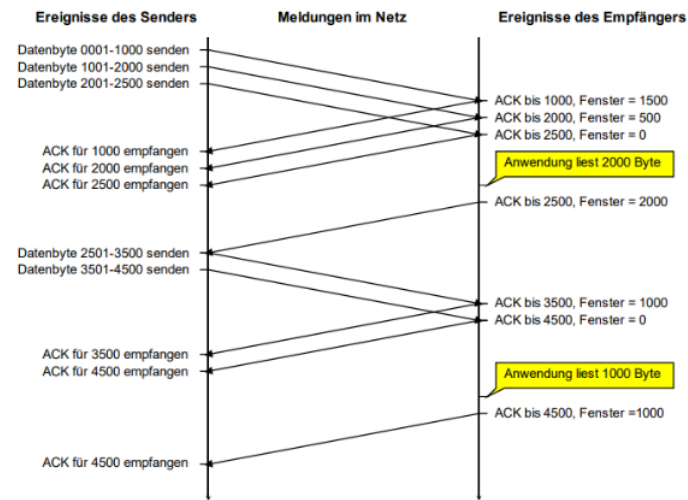 Ereignisse des Senders
Meldungen im Netz
Ereignisse des Empfängers
Datenbyte 0001-1000 senden
Datenbyte 1001-2000 senden
Datenbyte 2001-2500 senden
ACK bis 1000, Fenster = 1500
ACK bis 2000, Fenster = 500
ACK bis 2500, Fenster = 0
ACK für 1000 empfangen
ACK für 2000 empfangen
ACK für 2500 empfangen
Anwendung liest 2000 Byte
ACK bis 2500, Fenster = 2000
Datenbyte 2501-3500 senden
Datenbyte 3501-4500 senden
ACK bis 3500, Fenster = 1000
ACK bis 4500, Fenster = 0
ACK für 3500 empfangen
ACK für 4500 empfangen
Anwendung liest 1000 Byte
ACK bis 4500, Fenster =1000
ACK für 4500 empfangen